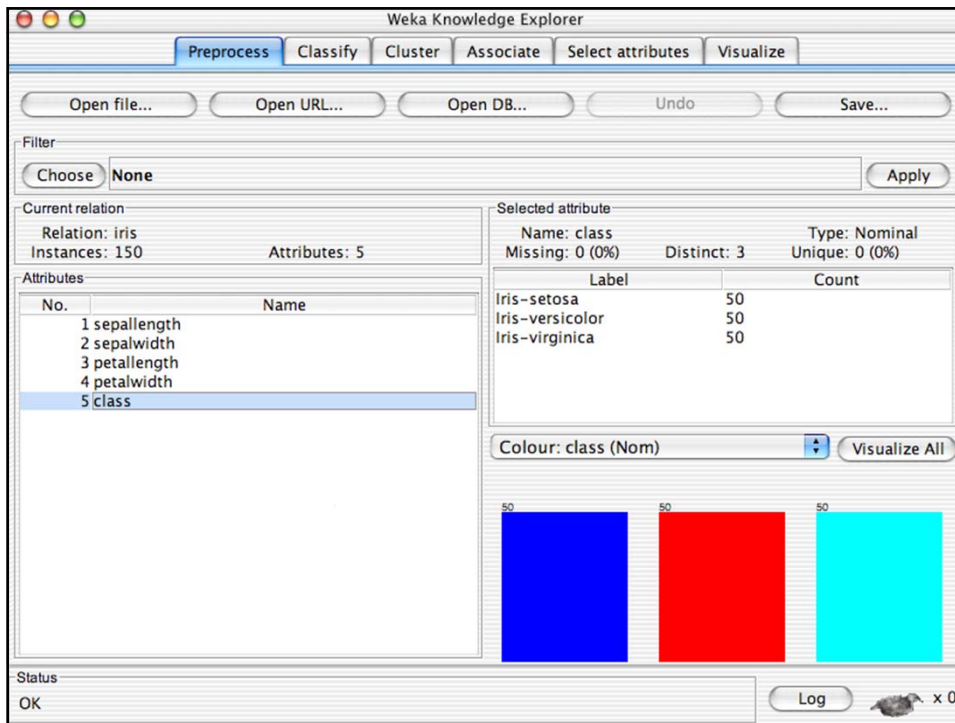 Weka Knowledge Explorer
Preprocess Classify Cluster Associate Select attributes Visualize
Open file... Open URL... Open DB... Undo Save...
Filter
Choose None Apply
Current relation
Relation: iris
Instances: 150 Attributes: 5
Attributes
No. Name
1 sepallength
2 sepalwidth
3 petallength
4 petalwidth
5 class
Selected attribute
Name: class Type: Nominal
Missing: 0 (0%) Distinct: 3 Unique: 0 (0%)
Label Count
Iris-setosa 50
Iris-versicolor 50
Iris-virginica 50
Colour: class (Nom) Visualize All
50 50 50
Status
OK
Log x 0